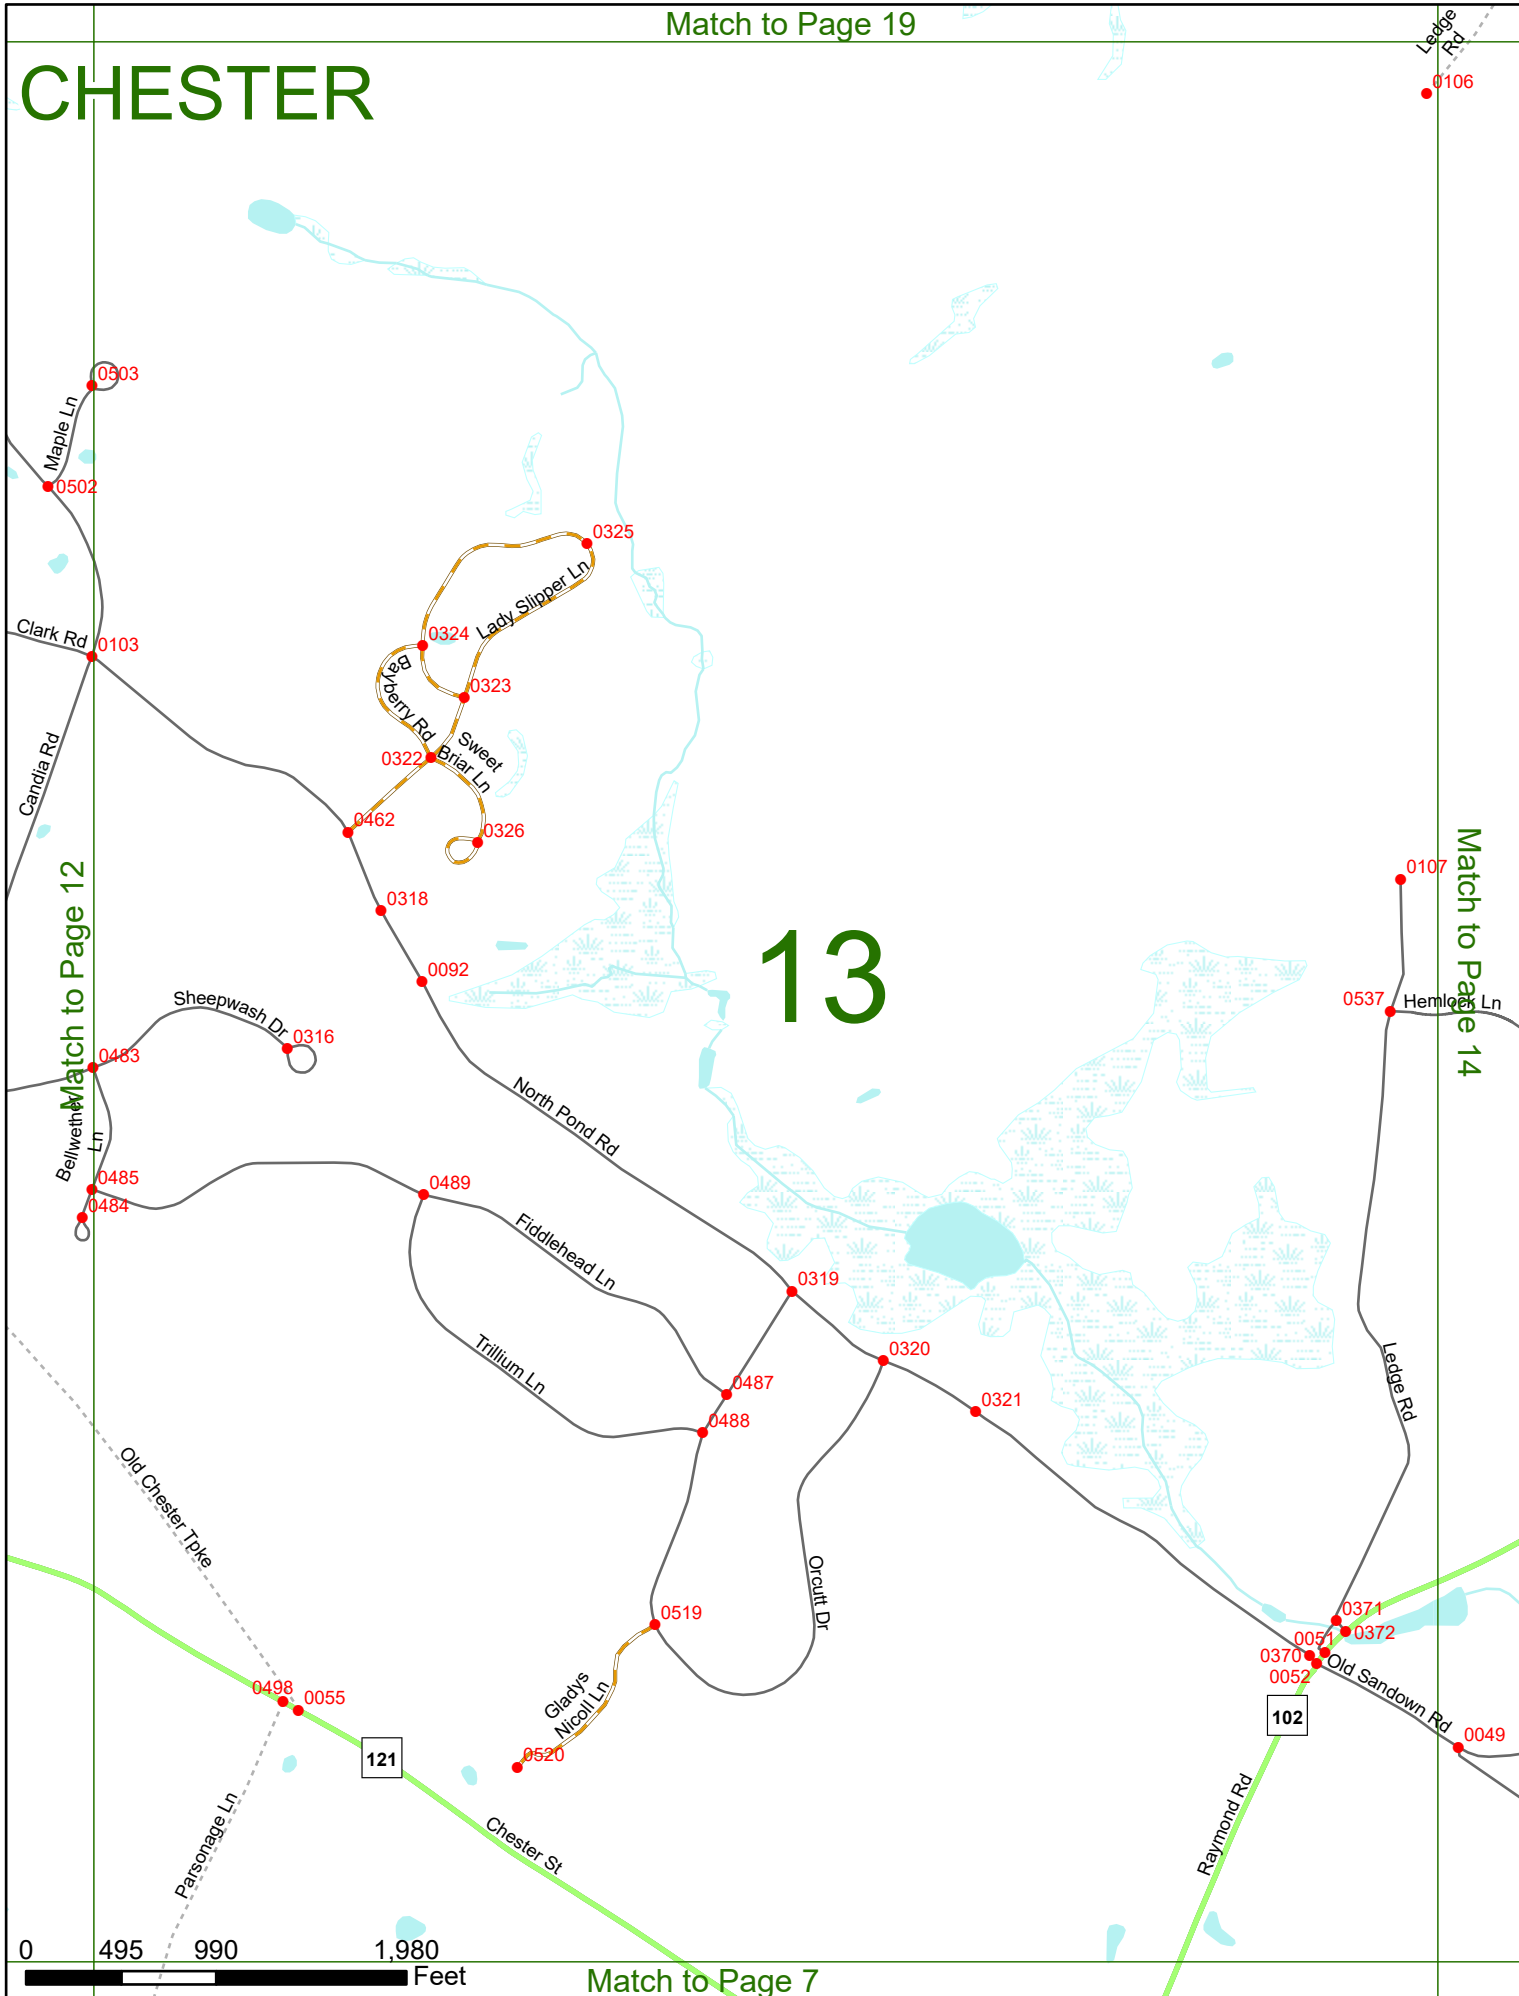 Match to Page 19
Ledge
Rd
CHESTER
0106
0503
Maple Ln
0502
0325
Lady Slipper Ln
Clark Rd
0103
0324
Bayberry Rd
0323
Sweet
Briar Ln
0322
Candia Rd
0462
0326
Match to Page 12
0318
0107
Match to Page 14
13
0092
Sheepwash Dr
0316
0537
Hemlock Ln
0483
Bellwether
Ln
North Pond Rd
0485
0484
0489
Fiddlehead Ln
0319
Trillium Ln
0320
Ledge Rd
0487
0321
0488
Old Chester Tpke
Orcutt Dr
0519
0371
0372
0051
0370
0052
Old Sandown Rd
Gladys
Nicoll Ln
0498
0055
102
0049
121
0520
Raymond Rd
Parsonage Ln
Chester St
0 495 990 1,980
Feet
Match to Page 7